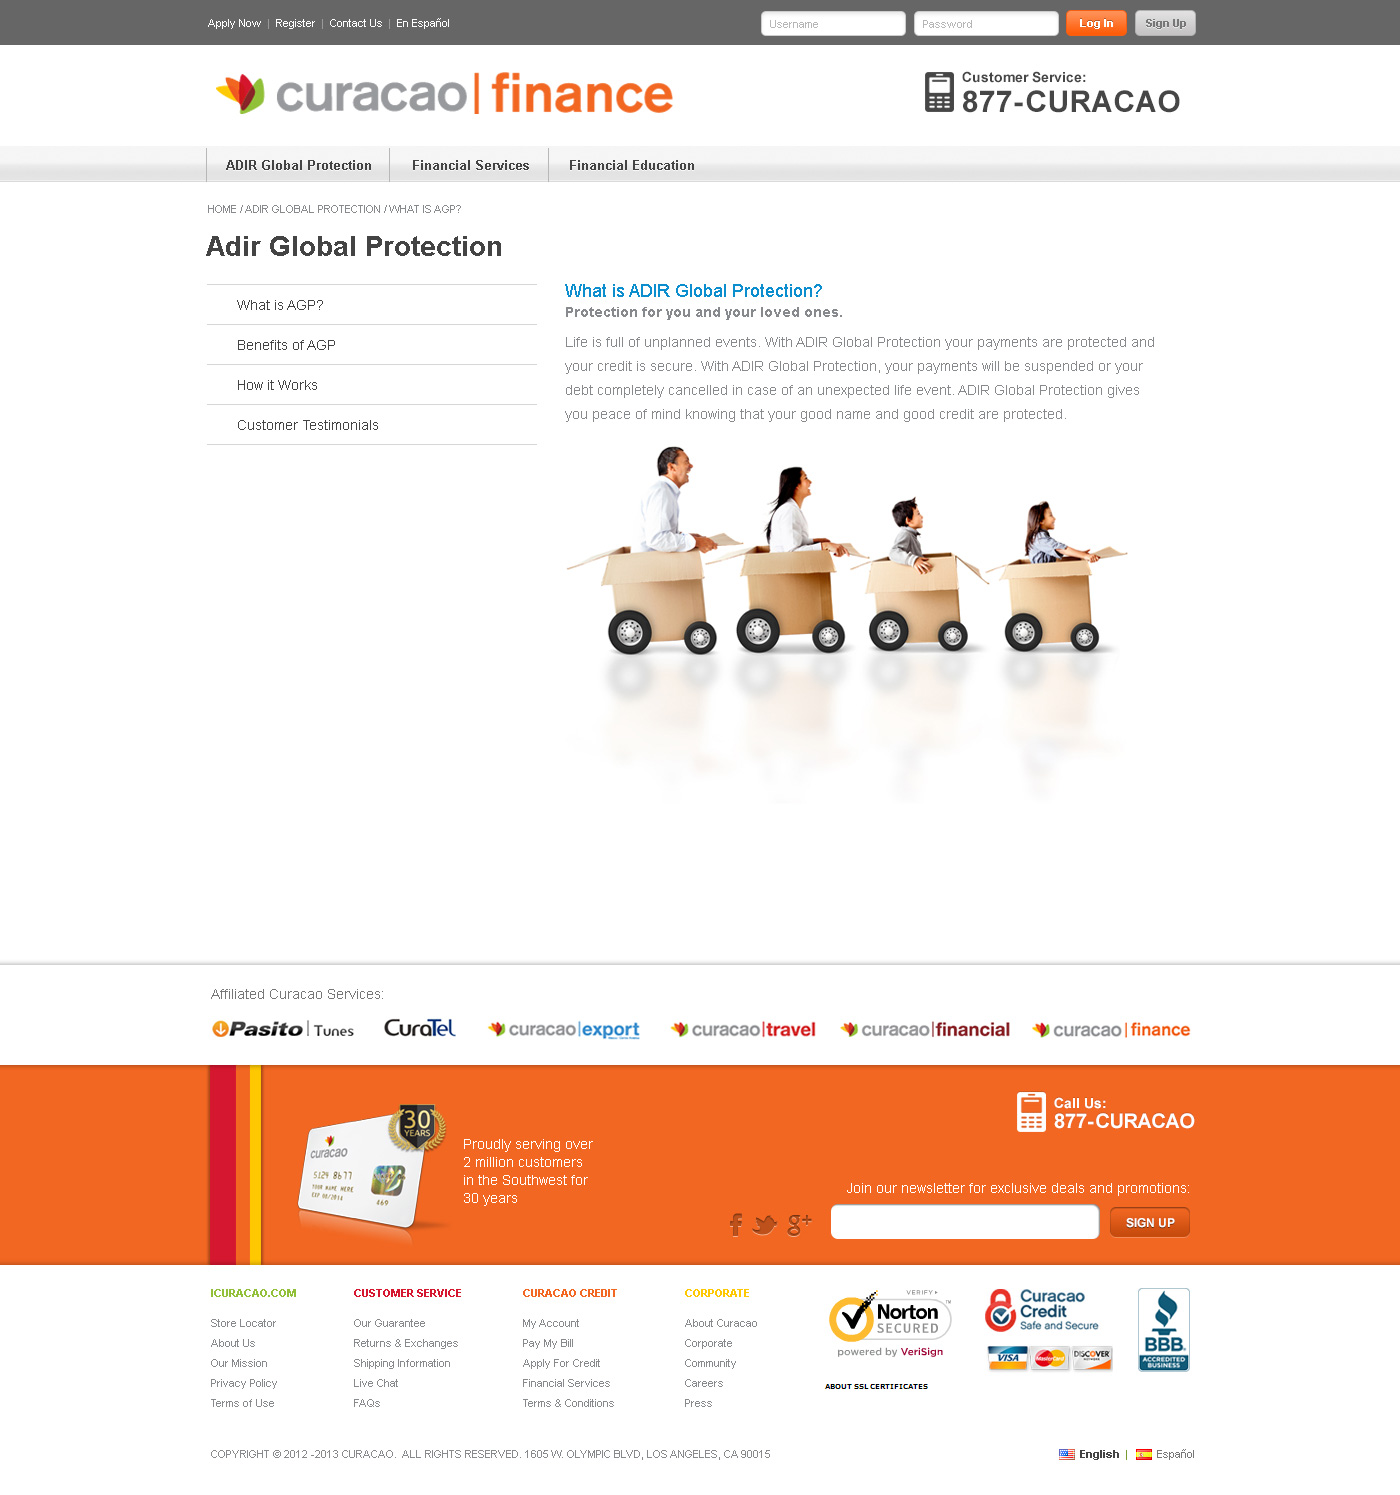 Apply Now | Register | Contact Us | En Español
Username
Password
Log In
Sign Up
curacao | finance
Customer Service:
877-CURACAO
ADIR Global Protection
Financial Services
Financial Education
HOME / ADIR GLOBAL PROTECTION / WHAT IS AGP?
Adir Global Protection
What is AGP?
Benefits of AGP
How it Works
Customer Testimonials
What is ADIR Global Protection?
Protection for you and your loved ones.
Life is full of unplanned events. With ADIR Global Protection your payments are protected and
your credit is secure. With ADIR Global Protection, your payments will be suspended or your
debt completely cancelled in case of an unexpected life event. ADIR Global Protection gives
you peace of mind knowing that your good name and good credit are protected.
Affiliated Curacao Services:
Pasito | Tunes
CuraTel
curacao | export
curacao | travel
curacao | financial
curacao | finance
30
YEARS
curacao
5124 8677
YOUR NAME HERE
EXP 08/2014
469
Proudly serving over
2 million customers
in the Southwest for
30 years
Call Us:
877-CURACAO
Join our newsletter for exclusive deals and promotions:
SIGN UP
ICURACAO.COM
Store Locator
About Us
Our Mission
Privacy Policy
Terms of Use
CUSTOMER SERVICE
Our Guarantee
Returns & Exchanges
Shipping Information
Live Chat
FAQs
CURACAO CREDIT
My Account
Pay My Bill
Apply For Credit
Financial Services
Terms & Conditions
CORPORATE
About Curacao
Corporate
Community
Careers
Press
VERIFY
Norton
SECURED
powered by VeriSign
ABOUT SSL CERTIFICATES
Curacao
Credit
Safe and Secure
VISA
MasterCard
DISCOVER
BBB
ACCREDITED
BUSINESS
COPYRIGHT © 2012 -2013 CURACAO. ALL RIGHTS RESERVED. 1605 W. OLYMPIC BLVD, LOS ANGELES, CA 90015
English | Español